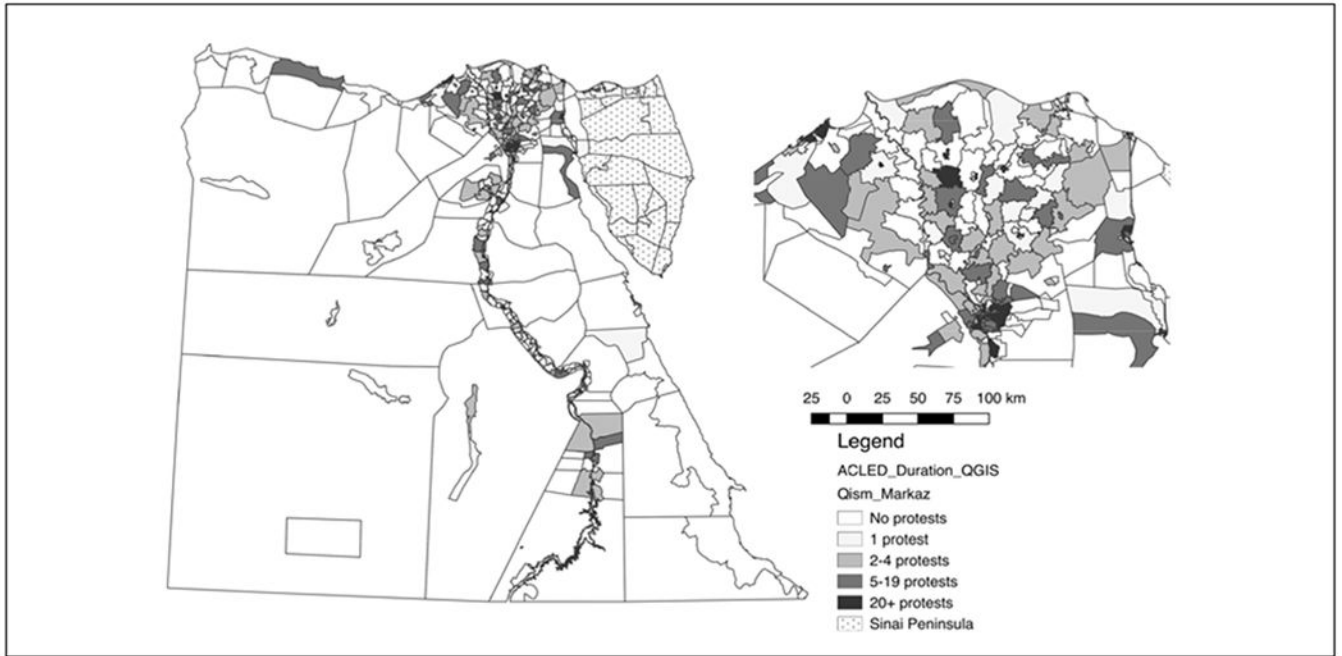 25 0 25 50 75 100 km
Legend
ACLED_Duration_QGIS
Qism_Markaz
No protests
1 protest
2-4 protests
5-19 protests
20+ protests
Sinai Peninsula